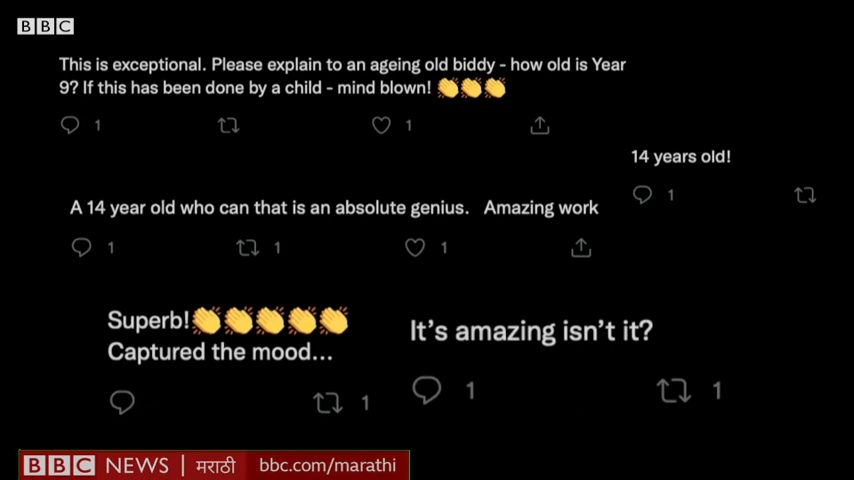 BBC
This is exceptional. Please explain to an ageing old biddy - how old is Year
9? If this has been done by a child - mind blown! 👏👏👏
1 1
14 years old!
1
A 14 year old who can that is an absolute genius. Amazing work
1 1 1
Superb!👏👏👏👏👏
Captured the mood...
1
It's amazing isn't it?
1 1
BBC NEWS | मराठी bbc.com/marathi